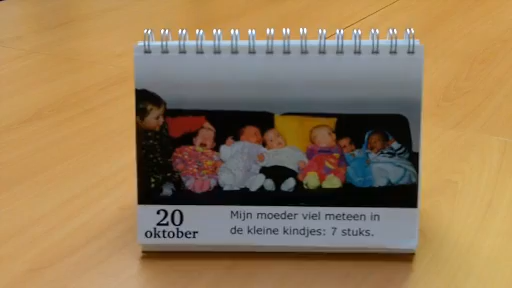 20
oktober
Mijn moeder viel meteen in
de kleine kindjes: 7 stuks.